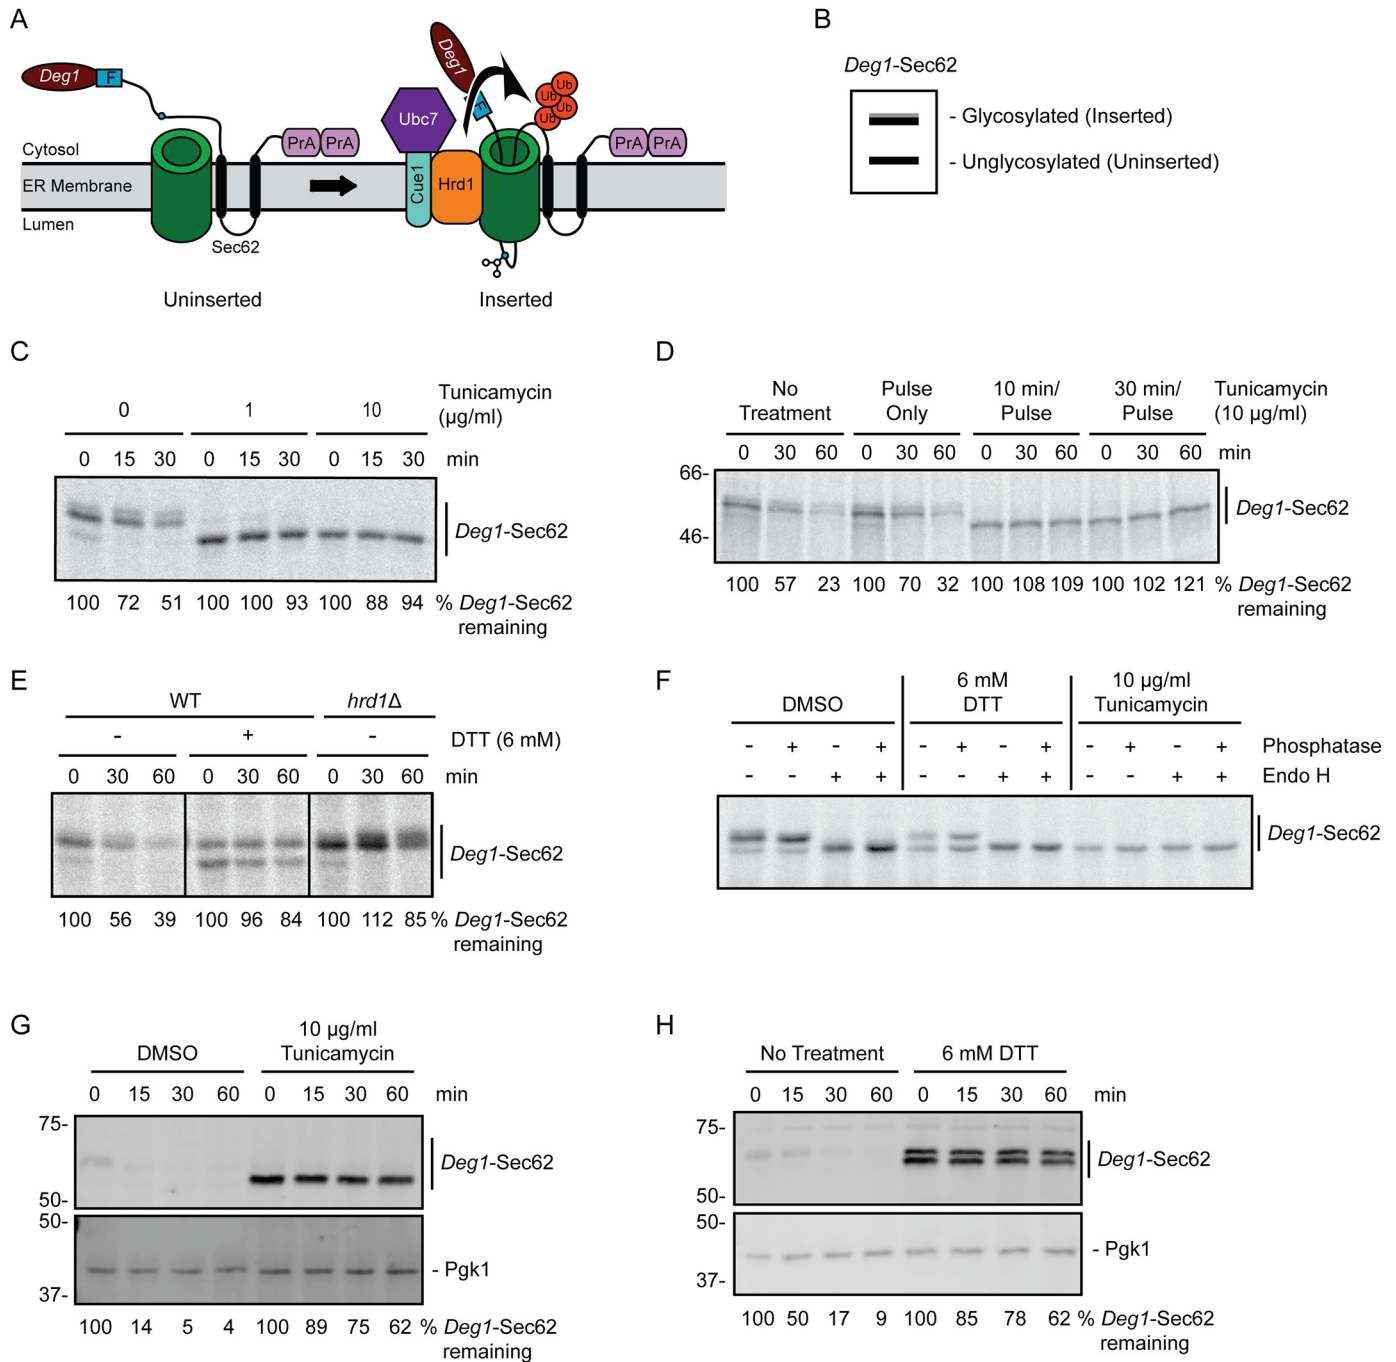 A
Deg1
F
Deg1
F
Ubc7
Ub
Ub
Ub
Ub
Ub
PrA PrA
PrA PrA
Cytosol
ER Membrane
Lumen
Cue1
Hrd1
Sec62
Uninserted
Inserted
B
Deg1-Sec62
- Glycosylated (Inserted)
- Unglycosylated (Uninserted)
C
Tunicamycin
(µg/ml)
0 1 10
0 15 30 0 15 30 0 15 30 min
Deg1-Sec62
100 72 51 100 100 93 100 88 94 % Deg1-Sec62
remaining
D
No
Treatment
Pulse
Only
10 min/
Pulse
30 min/
Pulse
Tunicamycin
(10 µg/ml)
0 30 60 0 30 60 0 30 60 0 30 60 min
66-
46-
Deg1-Sec62
100 57 23 100 70 32 100 108 109 100 102 121 % Deg1-Sec62
remaining
E
WT hrd1Δ
- + - DTT (6 mM)
0 30 60 0 30 60 0 30 60 min
Deg1-Sec62
100 56 39 100 96 84 100 112 85 % Deg1-Sec62
remaining
F
DMSO
6 mM
DTT
10 µg/ml
Tunicamycin
- + - + - + - + - + - + Phosphatase
- - + + - - + + - - + + Endo H
Deg1-Sec62
G
DMSO
10 µg/ml
Tunicamycin
0 15 30 60 0 15 30 60 min
75-
50-
Deg1-Sec62
50-
37-
- Pgk1
100 14 5 4 100 89 75 62 % Deg1-Sec62
remaining
H
No Treatment 6 mM DTT
0 15 30 60 0 15 30 60 min
75-
50-
Deg1-Sec62
50-
37-
- Pgk1
100 50 17 9 100 85 78 62 % Deg1-Sec62
remaining